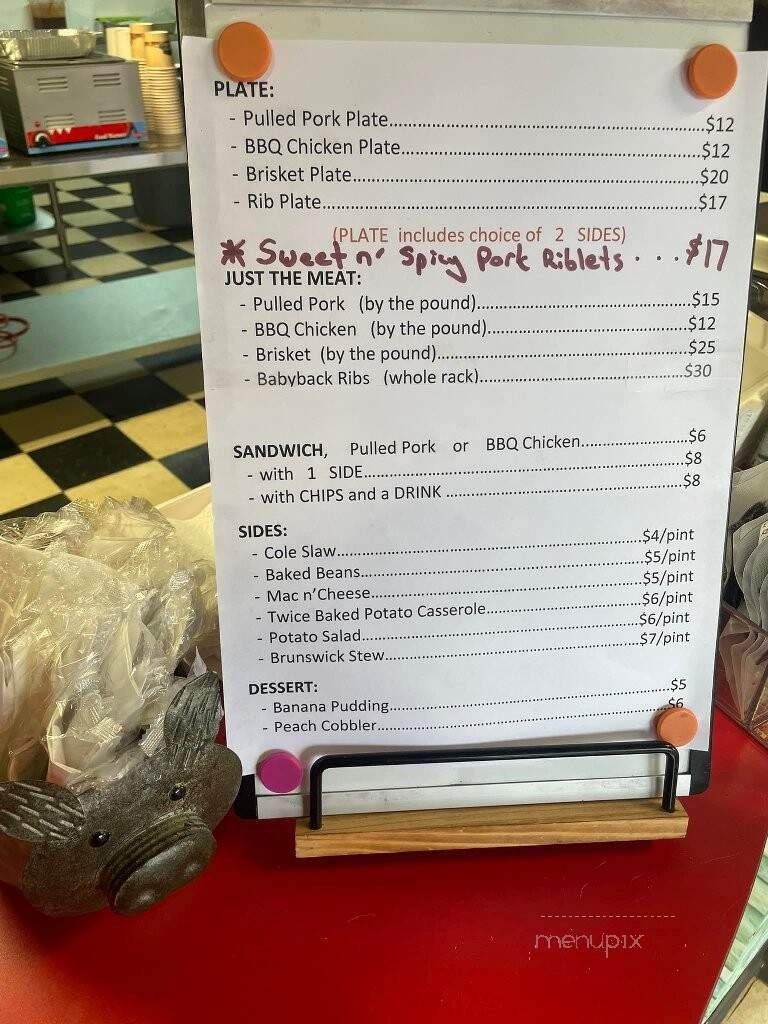 PLATE:
- Pulled Pork Plate.....$12
- BBQ Chicken Plate.....$12
- Brisket Plate.....$20
- Rib Plate.....$17
(PLATE includes choice of 2 SIDES)
* Sweet n' Spicy Pork Riblets . . . $17
JUST THE MEAT:
- Pulled Pork (by the pound).....$15
- BBQ Chicken (by the pound).....$12
- Brisket (by the pound).....$25
- Babyback Ribs (whole rack).....$30
SANDWICH, Pulled Pork or BBQ Chicken.....$6
- with 1 SIDE.....$8
- with CHIPS and a DRINK.....$8
SIDES:
- Cole Slaw.....$4/pint
- Baked Beans.....$5/pint
- Mac n'Cheese.....$5/pint
- Twice Baked Potato Casserole.....$6/pint
- Potato Salad.....$6/pint
- Brunswick Stew.....$7/pint
DESSERT:
- Banana Pudding.....$5
- Peach Cobbler.....$6
menupix